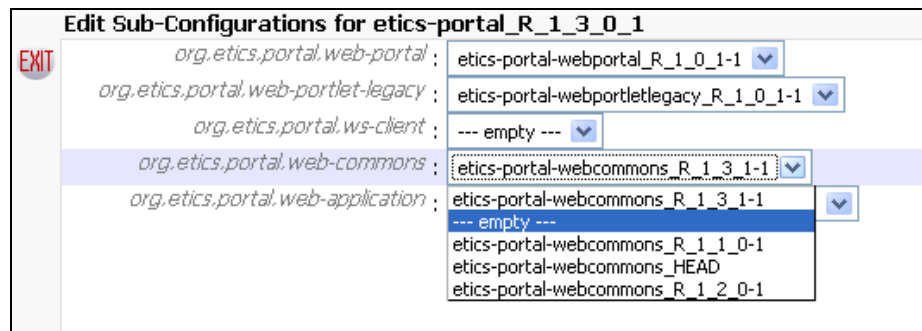 Edit Sub-Configurations for etics-portal_R_1_3_0_1
EXIT
org.etics.portal.web-portal : etics-portal-webportal_R_1_0_1-1
org.etics.portal.web-portlet-legacy : etics-portal-webportletlegacy_R_1_0_1-1
org.etics.portal.ws-client : --- empty ---
org.etics.portal.web-commons : etics-portal-webcommons_R_1_3_1-1
org.etics.portal.web-application :
etics-portal-webcommons_R_1_3_1-1
--- empty ---
etics-portal-webcommons_R_1_1_0-1
etics-portal-webcommons_HEAD
etics-portal-webcommons_R_1_2_0-1